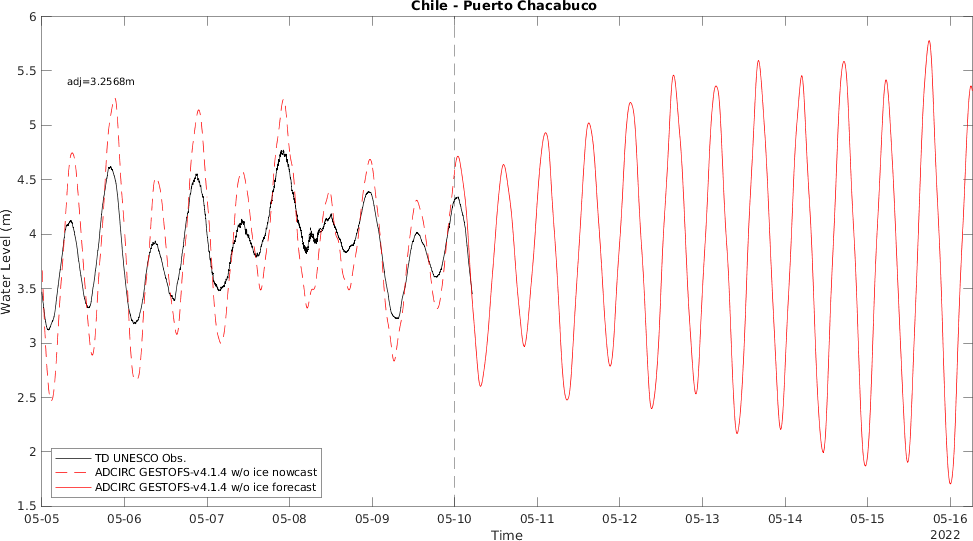 Chile - Puerto Chacabuco
6
5.5
5
4.5
4
3.5
3
2.5
2
1.5
Water Level (m)
adj=3.2568m
TD UNESCO Obs.
ADCIRC GESTOFS-v4.1.4 w/o ice nowcast
ADCIRC GESTOFS-v4.1.4 w/o ice forecast
05-05 05-06 05-07 05-08 05-09 05-10 05-11 05-12 05-13 05-14 05-15 05-16
Time 2022